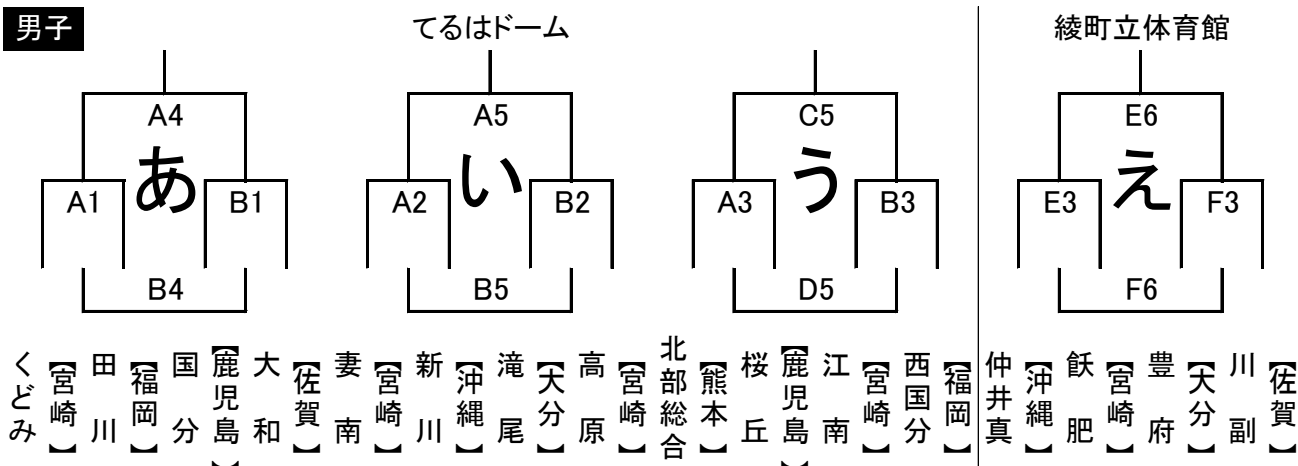 男子
てるはドーム
綾町立体育館
A4
A5
C5
E6
あ
い
う
え
A1
B1
A2
B2
A3
B3
E3
F3
B4
B5
D5
F6
くどみ【宮崎】
田川【福岡】
国分【鹿児島】
大和【佐賀】
妻南【宮崎】
新川【沖縄】
滝尾【大分】
高原【宮崎】
北部総合【熊本】
桜丘【鹿児島】
江南【宮崎】
西国分【福岡】
仲井真【沖縄】
飫肥【宮崎】
豊府【大分】
川副【佐賀】